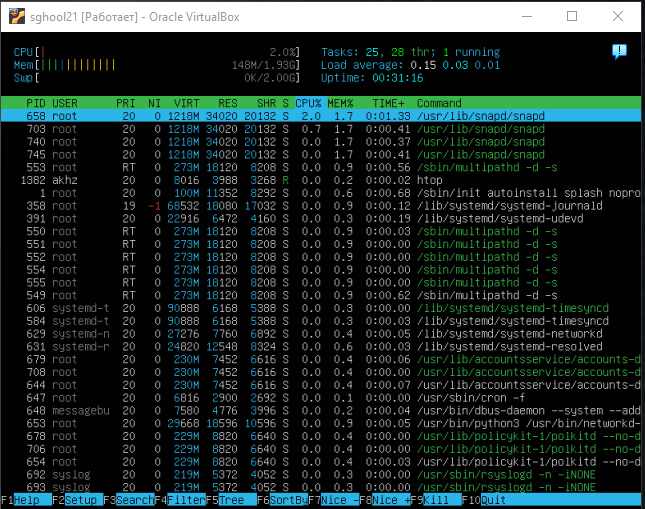 sghool21 [Работает] - Oracle VirtualBox
CPU[| 2.0%] Tasks: 25, 28 thr; 1 running
Mem[||||||||||||| 148M/1.93G] Load average: 0.15 0.03 0.01
Swp[ 0K/2.00G] Uptime: 00:31:16
PID USER PRI NI VIRT RES SHR S CPU% MEM% TIME+ Command
658 root 20 0 1218M 34020 20132 S 2.0 1.7 0:01.33 /usr/lib/snapd/snapd
703 root 20 0 1218M 34020 20132 S 0.7 1.7 0:00.41 /usr/lib/snapd/snapd
740 root 20 0 1218M 34020 20132 S 0.0 1.7 0:00.37 /usr/lib/snapd/snapd
745 root 20 0 1218M 34020 20132 S 0.0 1.7 0:00.41 /usr/lib/snapd/snapd
553 root RT 0 273M 18120 8208 S 0.0 0.9 0:00.56 /sbin/multipathd -d -s
1382 akhz 20 0 8016 3988 3268 R 0.0 0.2 0:00.02 htop
1 root 20 0 100M 11352 8292 S 0.0 0.6 0:00.68 /sbin/init autoinstall splash nopro
358 root 19 -1 68532 18080 17032 S 0.0 0.9 0:00.12 /lib/systemd/systemd-journald
391 root 20 0 22916 6472 4160 S 0.0 0.3 0:00.19 /lib/systemd/systemd-udevd
550 root RT 0 273M 18120 8208 S 0.0 0.9 0:00.03 /sbin/multipathd -d -s
551 root RT 0 273M 18120 8208 S 0.0 0.9 0:00.00 /sbin/multipathd -d -s
552 root RT 0 273M 18120 8208 S 0.0 0.9 0:00.00 /sbin/multipathd -d -s
554 root RT 0 273M 18120 8208 S 0.0 0.9 0:00.00 /sbin/multipathd -d -s
555 root RT 0 273M 18120 8208 S 0.0 0.9 0:00.00 /sbin/multipathd -d -s
549 root RT 0 273M 18120 8208 S 0.0 0.9 0:00.62 /sbin/multipathd -d -s
606 systemd-t 20 0 90888 6168 5388 S 0.0 0.3 0:00.00 /lib/systemd/systemd-timesyncd
584 systemd-t 20 0 90888 6168 5388 S 0.0 0.3 0:00.03 /lib/systemd/systemd-timesyncd
629 systemd-n 20 0 27276 7760 6892 S 0.0 0.4 0:00.05 /lib/systemd/systemd-networkd
631 systemd-r 20 0 24820 12548 8324 S 0.0 0.6 0:00.03 /lib/systemd/systemd-resolved
679 root 20 0 230M 7452 6616 S 0.0 0.4 0:00.06 /usr/lib/accountsservice/accounts-d
708 root 20 0 230M 7452 6616 S 0.0 0.4 0:00.00 /usr/lib/accountsservice/accounts-d
644 root 20 0 230M 7452 6616 S 0.0 0.4 0:00.07 /usr/lib/accountsservice/accounts-d
647 root 20 0 6816 2900 2692 S 0.0 0.1 0:00.00 /usr/sbin/cron -f
648 messagebu 20 0 7580 4776 3996 S 0.0 0.2 0:00.04 /usr/bin/dbus-daemon --system --add
653 root 20 0 29668 18596 10596 S 0.0 0.9 0:00.05 /usr/bin/python3 /usr/bin/networkd-
678 root 20 0 229M 8820 6640 S 0.0 0.4 0:00.00 /usr/lib/policykit-1/polkitd --no-d
706 root 20 0 229M 8820 6640 S 0.0 0.4 0:00.00 /usr/lib/policykit-1/polkitd --no-d
654 root 20 0 229M 8820 6640 S 0.0 0.4 0:00.03 /usr/lib/policykit-1/polkitd --no-d
692 syslog 20 0 219M 5372 4052 S 0.0 0.3 0:00.00 /usr/sbin/rsyslogd -n -iNONE
693 syslog 20 0 219M 5372 4052 S 0.0 0.3 0:00.00 /usr/sbin/rsyslogd -n -iNONE
F1Help F2Setup F3SearchF4FilterF5Tree F6SortByF7Nice -F8Nice +F9Kill F10Quit